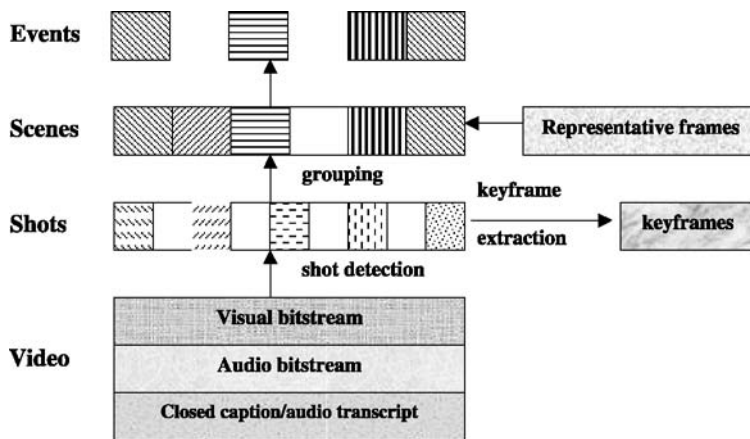 Events
Scenes
Representative frames
grouping
keyframe
Shots
keyframes
extraction
shot detection
Visual bitstream
Video
Audio bitstream
Closed caption/audio transcript